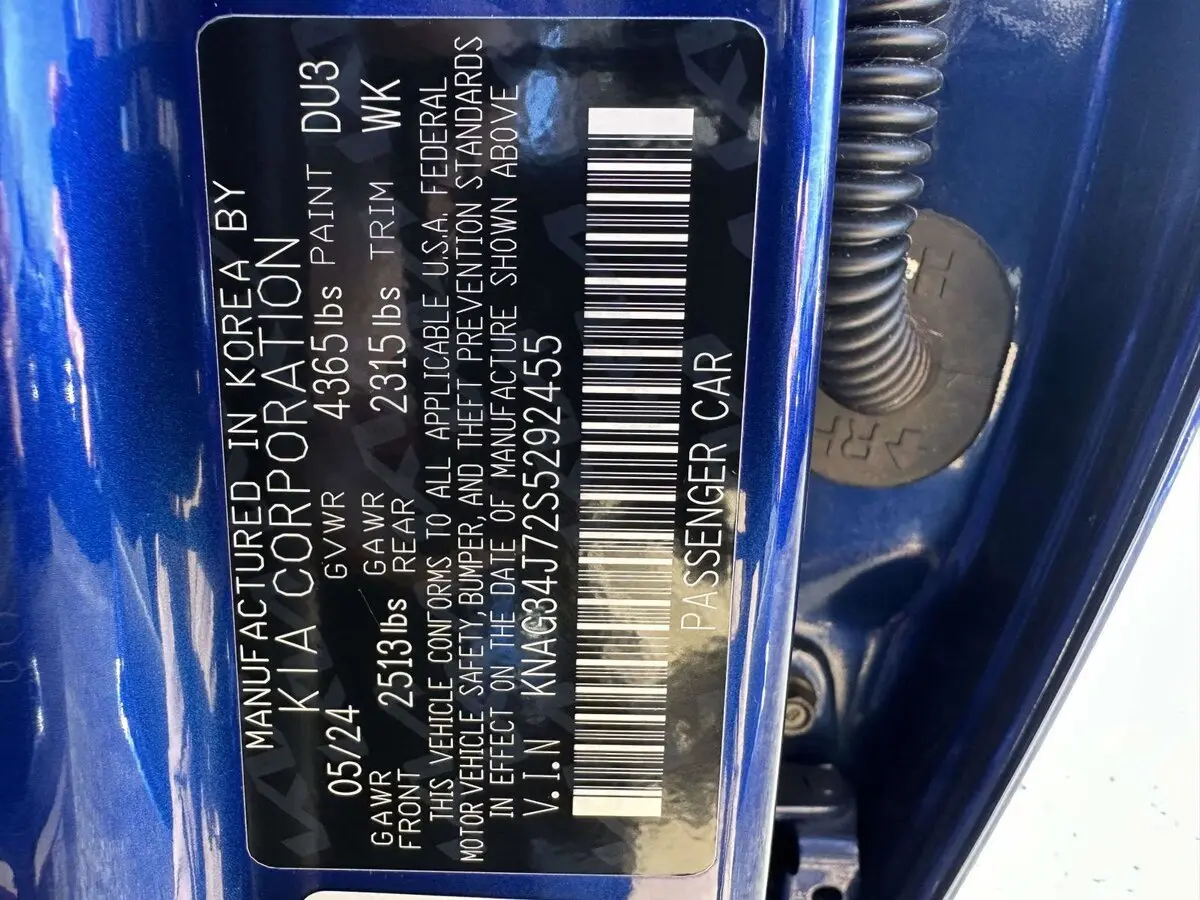 MANUFACTURED IN KOREA BY
KIA CORPORATION
05/24 GVWR 4365lbs PAINT DU3
GAWR FRONT 2513lbs GAWR REAR 2315lbs TRIM WK
THIS VEHICLE CONFORMS TO ALL APPLICABLE U.S.A. FEDERAL
MOTOR VEHICLE SAFETY, BUMPER, AND THEFT PREVENTION STANDARDS
IN EFFECT ON THE DATE OF MANUFACTURE SHOWN ABOVE
V.I.N KNAG34J72S5292455
PASSENGER CAR